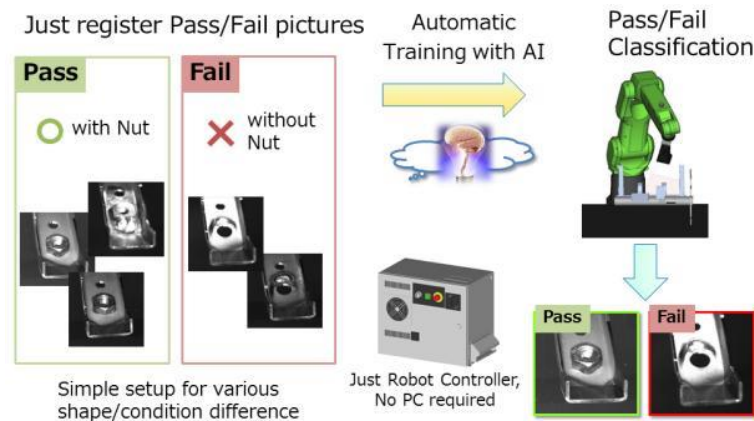 Just register Pass/Fail pictures
Pass
with Nut
Fail
without
Nut
Simple setup for various
shape/condition difference
Automatic
Training with AI
Just Robot Controller,
No PC required
Pass/Fail
Classification
Pass
Fail